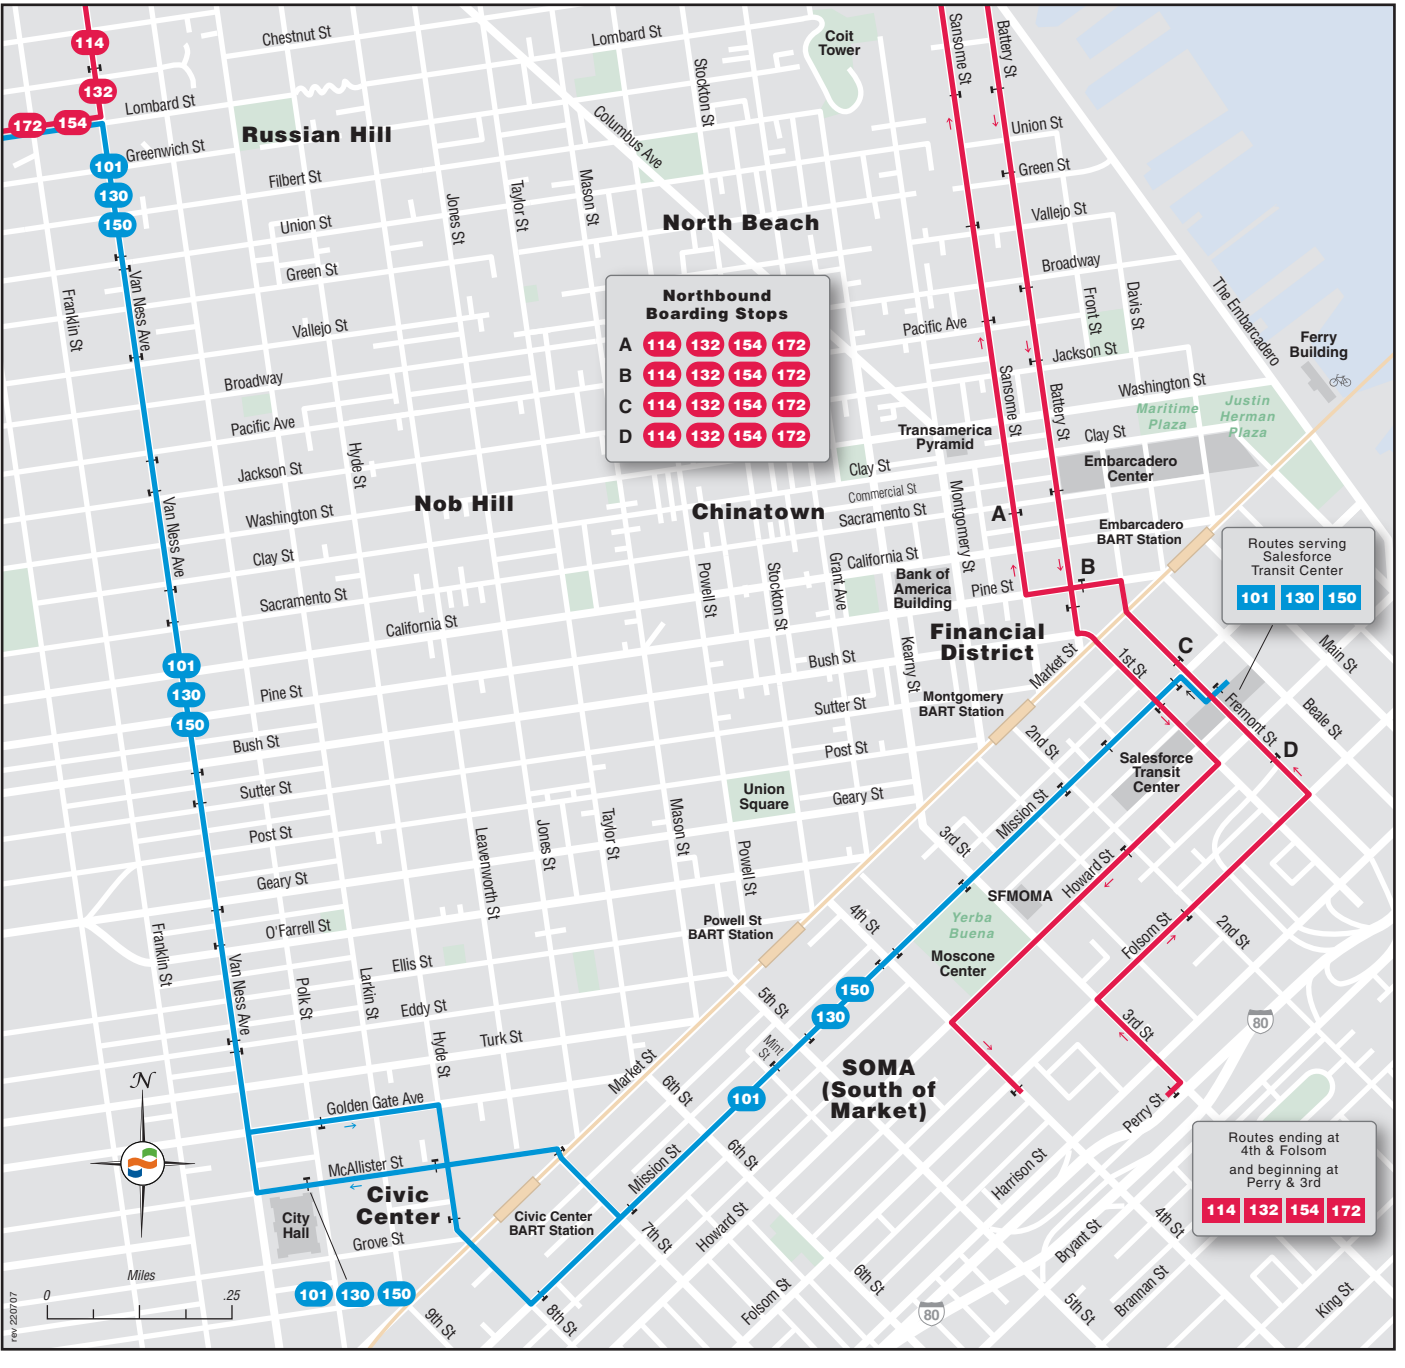 114
132
172
154
101
130
150
Chestnut St
Lombard St
Coit
Tower
Sansome St
Battery St
Lombard St
Stockton St
Columbus Ave
Russian Hill
Greenwich St
Filbert St
Union St
Green St
Vallejo St
Jones St
Taylor St
Mason St
North Beach
Union St
Green St
Vallejo St
Broadway
Front St
Davis St
The Embarcadero
Ferry
Building
Franklin St
Van Ness Ave
Northbound
Boarding Stops
A 114 132 154 172
B 114 132 154 172
C 114 132 154 172
D 114 132 154 172
Pacific Ave
Jackson St
Washington St
Sansome St
Battery St
Maritime
Plaza
Justin
Herman
Plaza
Transamerica
Pyramid
Clay St
Embarcadero
Center
Broadway
Pacific Ave
Jackson St
Washington St
Clay St
Sacramento St
California St
Hyde St
Van Ness Ave
Nob Hill
Chinatown
Clay St
Commercial St
Sacramento St
California St
Montgomery St
A
Embarcadero
BART Station
Routes serving
Salesforce
Transit Center
101 130 150
Powell St
Stockton St
Grant Ave
Bank of
America
Building
Pine St
B
Financial
District
Kearny St
Market St
1st St
C
Main St
Beale St
Fremont St
101
130
150
Pine St
Bush St
Sutter St
Post St
Geary St
O'Farrell St
Bush St
Sutter St
Post St
Geary St
Montgomery
BART Station
2nd St
Salesforce
Transit
Center
D
Union
Square
Mission St
3rd St
Howard St
SFMOMA
Yerba
Buena
Moscone
Center
Folsom St
2nd St
Leavenworth St
Jones St
Taylor St
Mason St
Powell St
Powell St
BART Station
4th St
Franklin St
Van Ness Ave
Polk St
Larkin St
Ellis St
Eddy St
Hyde St
Turk St
150
130
5th St
Mint
St
SOMA
(South of
Market)
3rd St
80
Perry St
N
Golden Gate Ave
McAllister St
Market St
6th St
101
6th St
Mission St
Civic
Center
City
Hall
Grove St
Civic Center
BART Station
7th St
Howard St
Harrison St
Routes ending at
4th & Folsom
and beginning at
Perry & 3rd
114 132 154 172
4th St
Bryant St
Brannan St
5th St
6th St
King St
Miles
0 .25
101 130 150
9th St
8th St
Folsom St
80
rev 220707